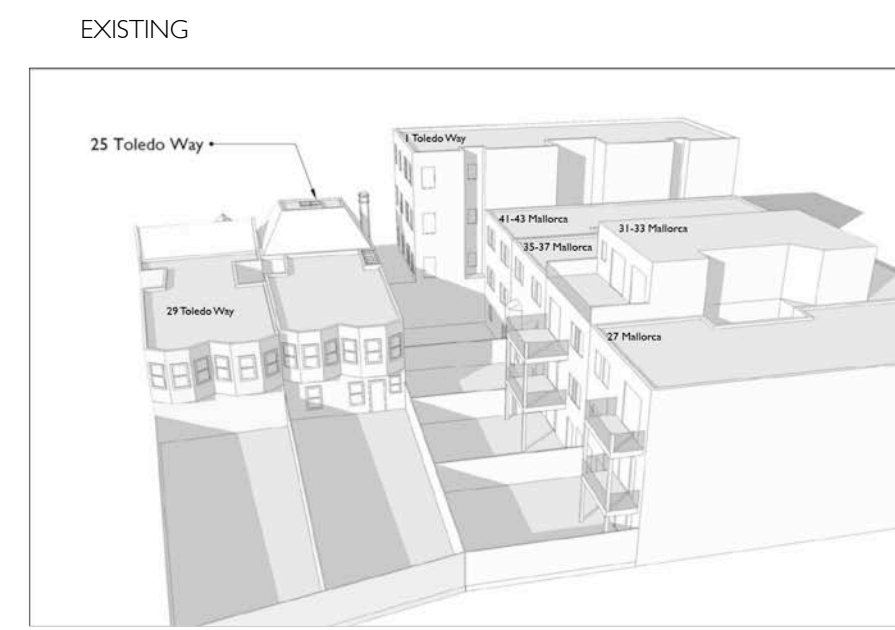 EXISTING
25 Toledo Way
1 Toledo Way
41-43 Mallorca
31-33 Mallorca
35-37 Mallorca
29 Toledo Way
27 Mallorca